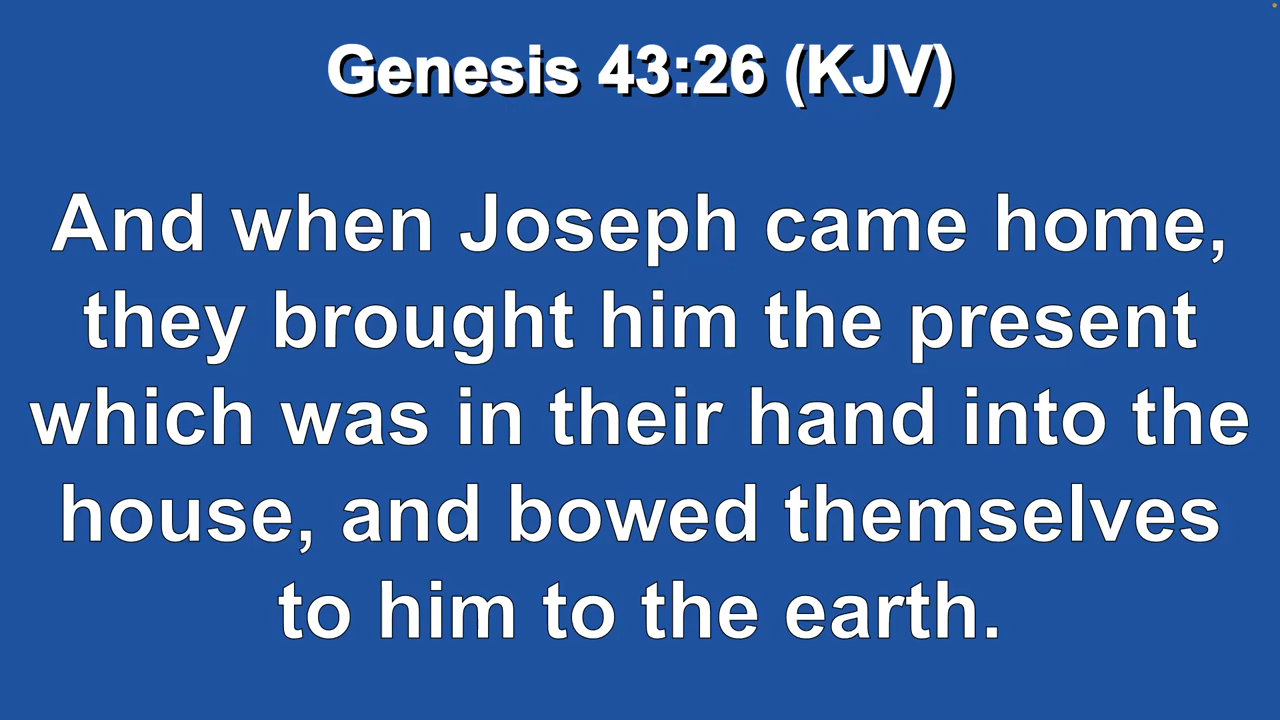 Genesis 43:26 (KJV)
And when Joseph came home,
they brought him the present
which was in their hand into the
house, and bowed themselves
to him to the earth.